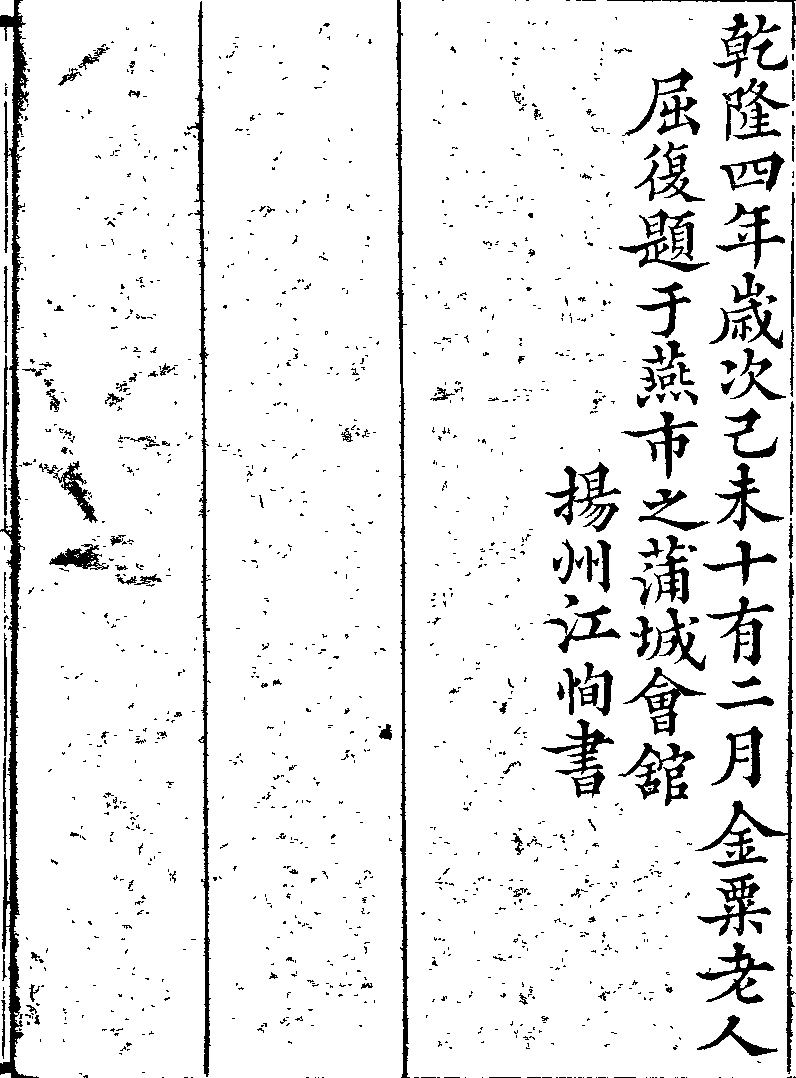 乾隆四年歲次己未十有二月金粟老人
屈復題于燕市之蒲城會館
揚州江恂書